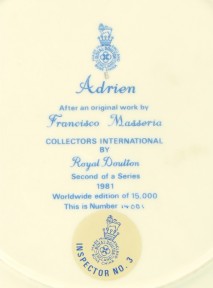 Adrien
After an original work by
Francisco Masseria
COLLECTORS INTERNATIONAL
BY
Royal Doulton
Second of a Series
1981
Worldwide edition of 15,000
This is Number
INSPECTOR NO. 3